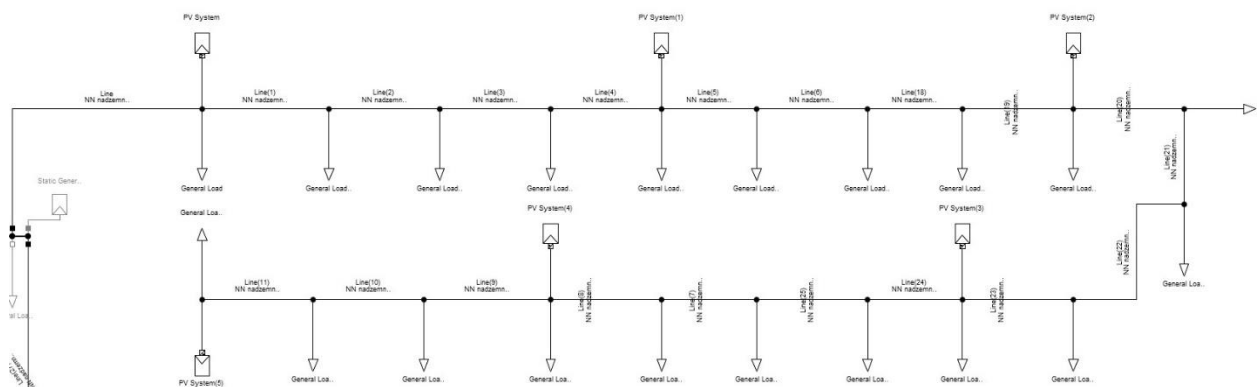 PV System
PV System(1)
PV System(2)
Line
NN nadzemn..
Line(1)
NN nadzemn..
Line(2)
NN nadzemn..
Line(3)
NN nadzemn..
Line(4)
NN nadzemn..
Line(5)
NN nadzemn..
Line(6)
NN nadzemn..
Line(18)
NN nadzemn..
Line(19)
NN nadzemn..
Line(20)
NN nadzemn..
Line(21)
NN nadzemn..
Static Gener..
General Load
General Load..
General Load..
General Load..
General Load..
General Load..
General Load..
General Load..
General Load..
General Loa..
PV System(4)
PV System(3)
Line(22)
NN nadzemn..
General Loa..
Line(11)
NN nadzemn..
Line(10)
NN nadzemn..
Line(9)
NN nadzemn..
Line(8)
NN nadzemn..
Line(7)
NN nadzemn..
Line(25)
NN nadzemn..
Line(24)
NN nadzemn..
Line(23)
NN nadzemn..
al Loa..
PV System(5)
General Loa..
General Loa..
General Loa..
General Loa..
General Loa..
General Loa..
General Loa..
General Loa..